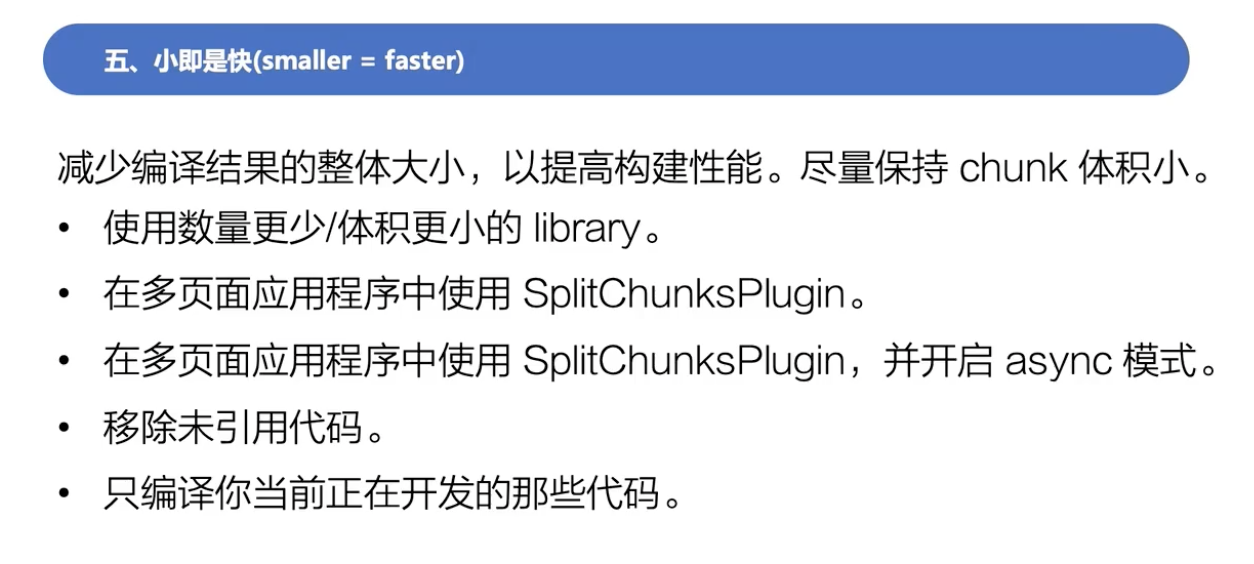 五、小即是快(smaller = faster)
减少编译结果的整体大小，以提高构建性能。尽量保持 chunk 体积小。
• 使用数量更少/体积更小的 library。
• 在多页面应用程序中使用 SplitChunksPlugin。
• 在多页面应用程序中使用 SplitChunksPlugin，并开启 async 模式。
• 移除未引用代码。
• 只编译你当前正在开发的那些代码。